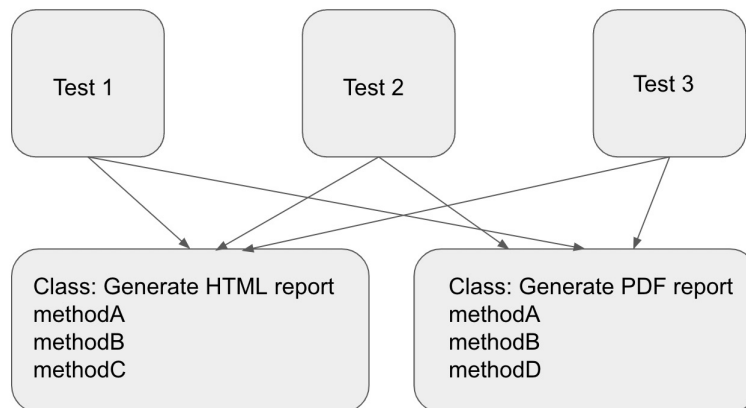 Test 1
Test 2
Test 3
Class: Generate HTML report
methodA
methodB
methodC
Class: Generate PDF report
methodA
methodB
methodD